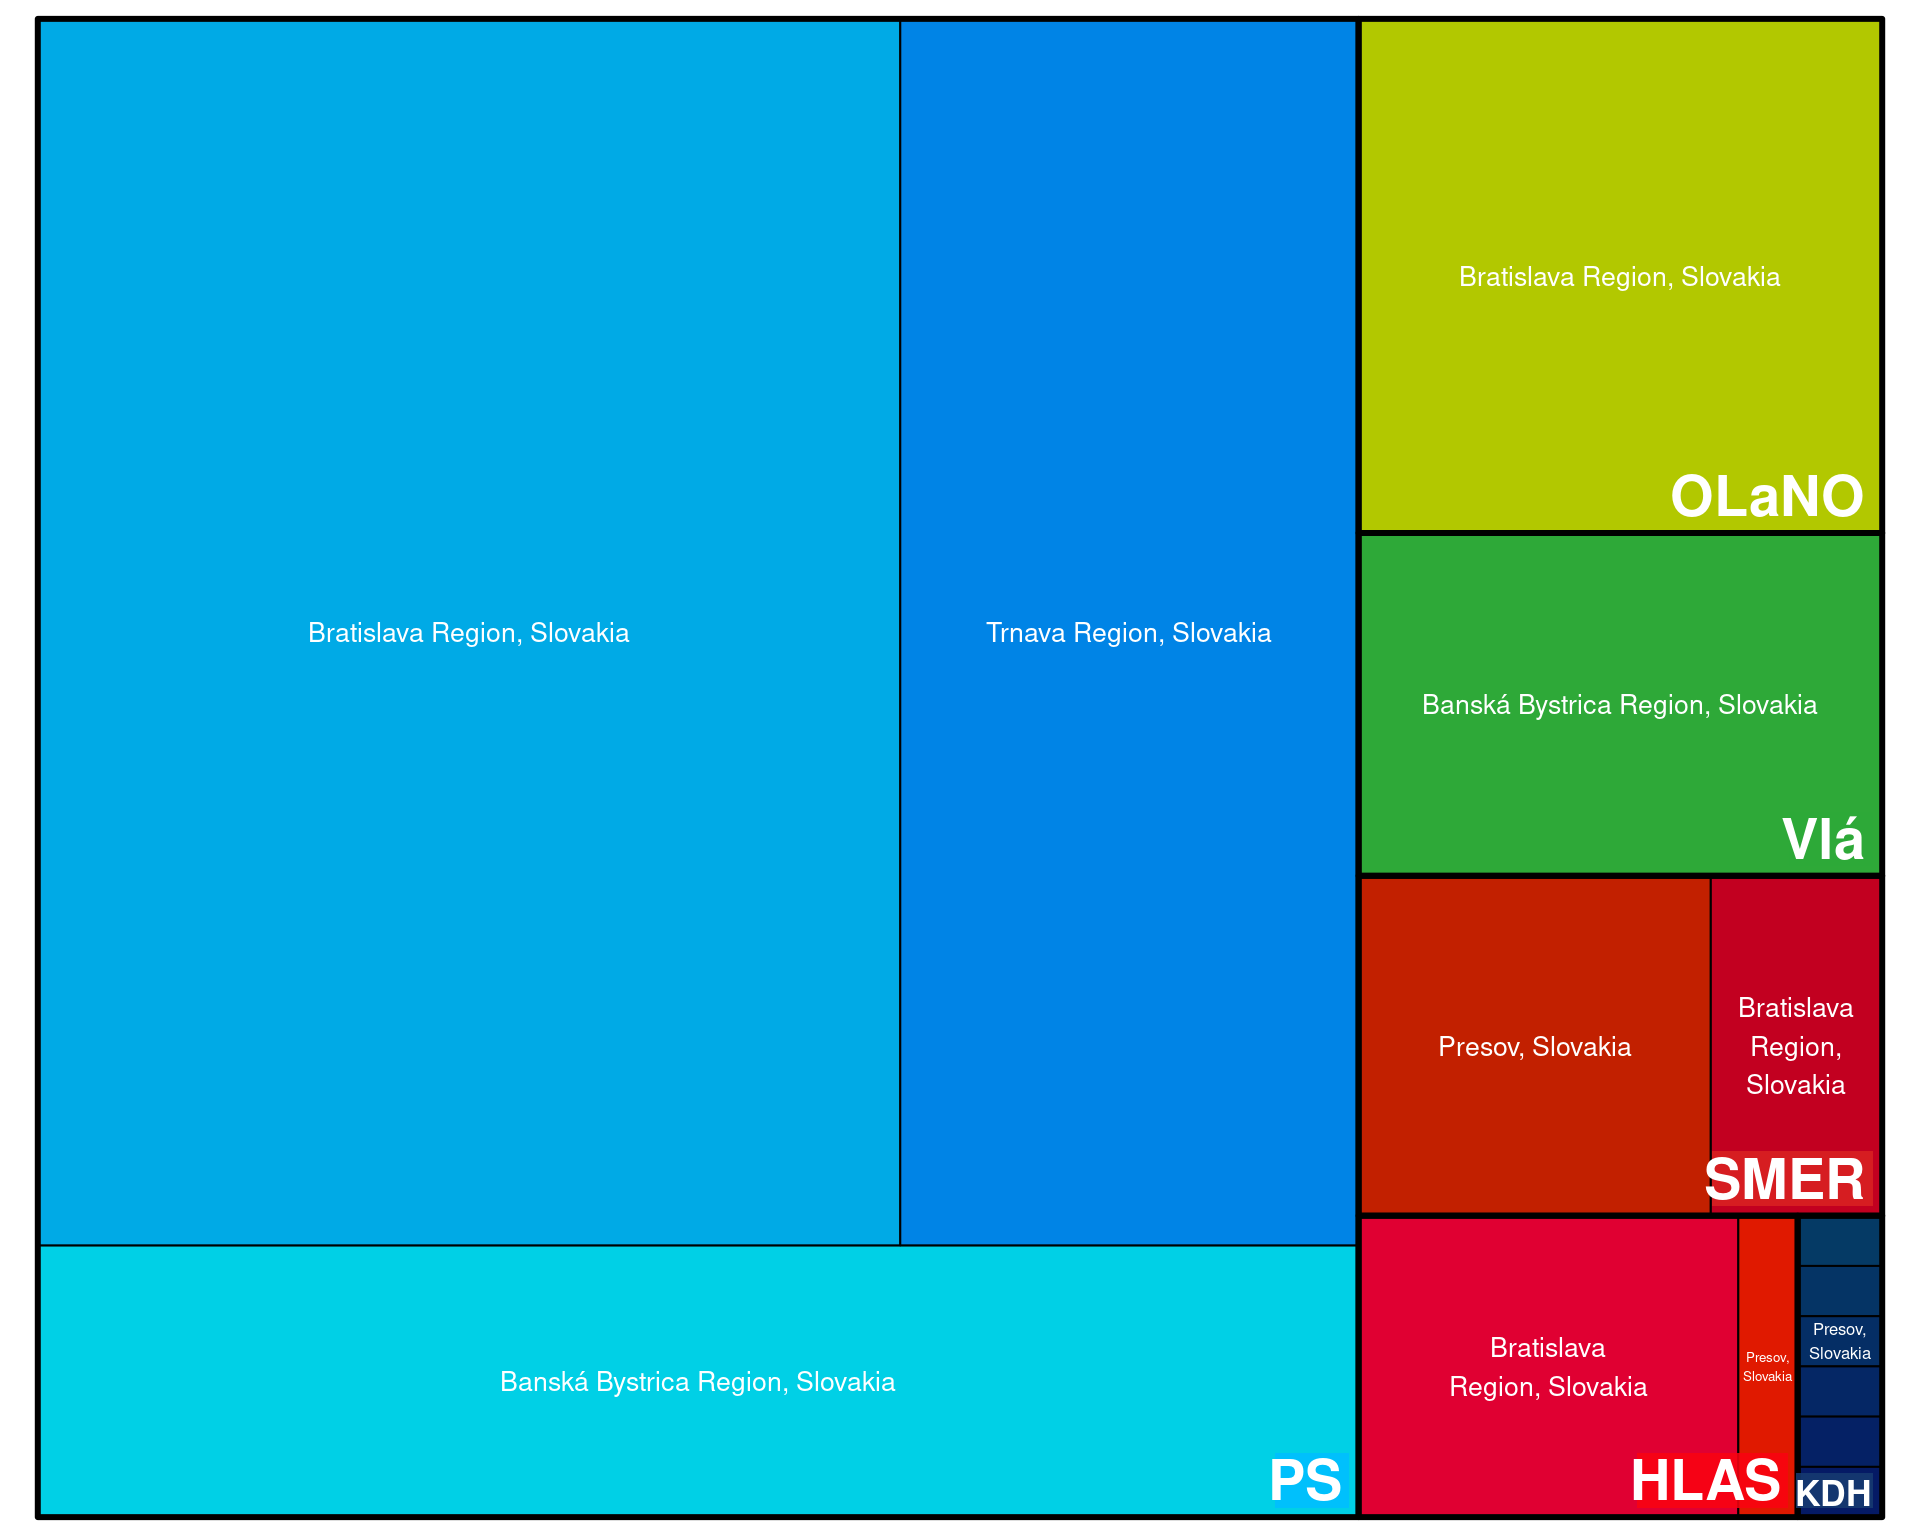 Bratislava Region, Slovakia
Trnava Region, Slovakia
Banská Bystrica Region, Slovakia
PS
Bratislava Region, Slovakia
OLaNO
Banská Bystrica Region, Slovakia
Vlá
Presov, Slovakia
Bratislava
Region,
Slovakia
SMER
Bratislava
Region, Slovakia
Presov,
Slovakia
HLAS
Presov,
Slovakia
KDH